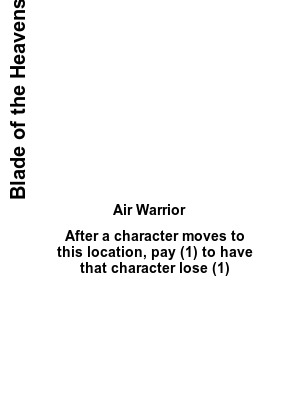 Blade of the Heavens
Air Warrior
After a character moves to
this location, pay (1) to have
that character lose (1)